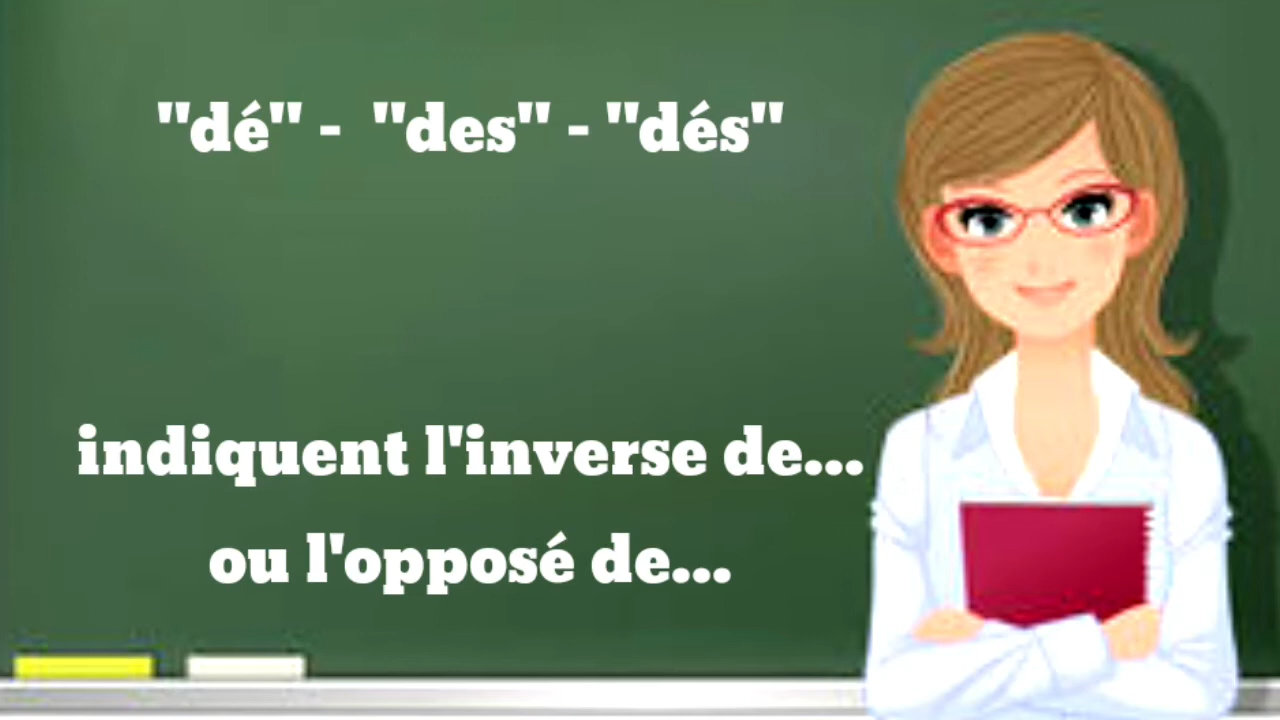 "dé" - "des" - "dés"
indiquent l'inverse de...
ou l'opposé de...